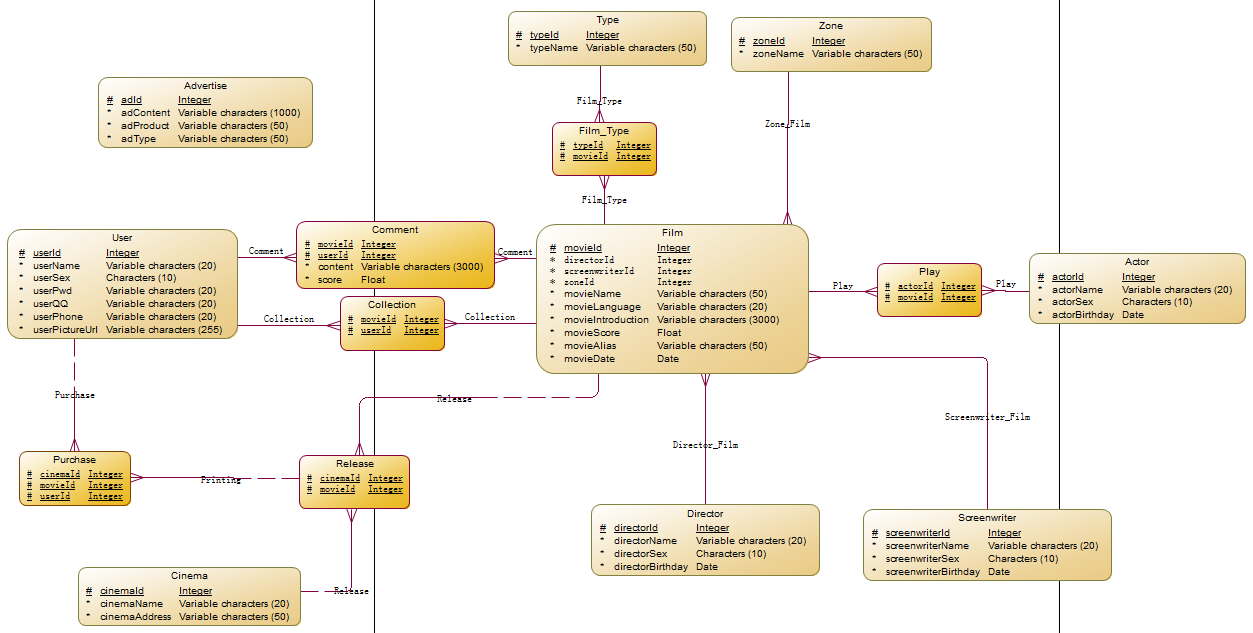 Type
# typeId Integer
* typeName Variable characters (50)
Zone
# zoneId Integer
* zoneName Variable characters (50)
Advertise
# adId Integer
* adContent Variable characters (1000)
* adProduct Variable characters (50)
* adType Variable characters (50)
Film_Type
Film_Type
# typeId Integer
# movieId Integer
Film_Type
Zone_Film
User
# userId Integer
* userName Variable characters (20)
* userSex Characters (10)
* userPwd Variable characters (20)
* userQQ Variable characters (20)
* userPhone Variable characters (20)
* userPictureUrl Variable characters (255)
Comment
Comment
# movieId Integer
# userId Integer
* content Variable characters (3000)
* score Float
Comment
Collection
Collection
# movieId Integer
# userId Integer
Collection
Film
# movieId Integer
* directorId Integer
* screenwriterId Integer
* zoneId Integer
* movieName Variable characters (50)
* movieLanguage Variable characters (20)
* movieIntroduction Variable characters (3000)
* movieScore Float
* movieAlias Variable characters (50)
* movieDate Date
Play
Play
# actorId Integer
# movieId Integer
Play
Actor
# actorId Integer
* actorName Variable characters (20)
* actorSex Characters (10)
* actorBirthday Date
Purchase
Release
Screenwriter_Film
Director_Film
Purchase
# cinemaId Integer
# movieId Integer
# userId Integer
Printing
Release
# cinemaId Integer
# movieId Integer
Director
# directorId Integer
* directorName Variable characters (20)
* directorSex Characters (10)
* directorBirthday Date
Screenwriter
# screenwriterId Integer
* screenwriterName Variable characters (20)
* screenwriterSex Characters (10)
* screenwriterBirthday Date
Cinema
# cinemaId Integer
* cinemaName Variable characters (20)
* cinemaAddress Variable characters (50)
Release